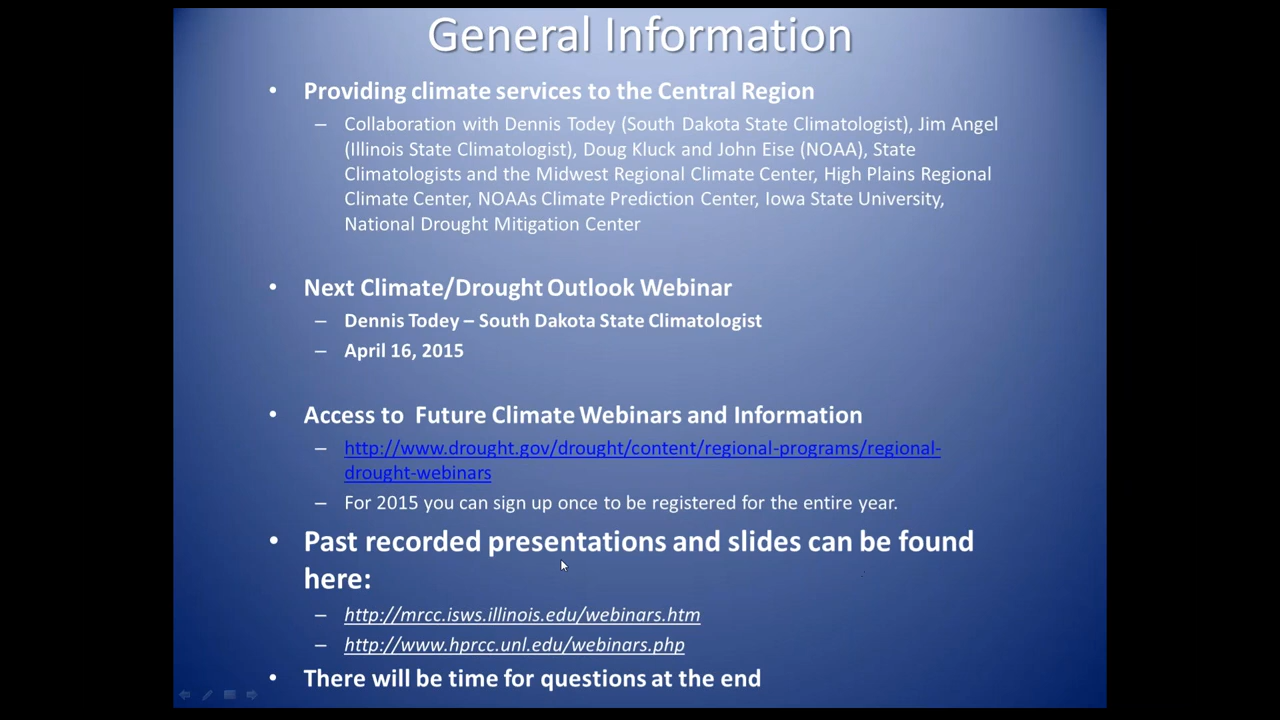 General Information
• Providing climate services to the Central Region
– Collaboration with Dennis Todey (South Dakota State Climatologist), Jim Angel
(Illinois State Climatologist), Doug Kluck and John Eise (NOAA), State
Climatologists and the Midwest Regional Climate Center, High Plains Regional
Climate Center, NOAAs Climate Prediction Center, Iowa State University,
National Drought Mitigation Center
• Next Climate/Drought Outlook Webinar
– Dennis Todey – South Dakota State Climatologist
– April 16, 2015
• Access to Future Climate Webinars and Information
– http://www.drought.gov/drought/content/regional-programs/regional-
drought-webinars
– For 2015 you can sign up once to be registered for the entire year.
• Past recorded presentations and slides can be found
here:
– http://mrcc.isws.illinois.edu/webinars.htm
– http://www.hprcc.unl.edu/webinars.php
• There will be time for questions at the end